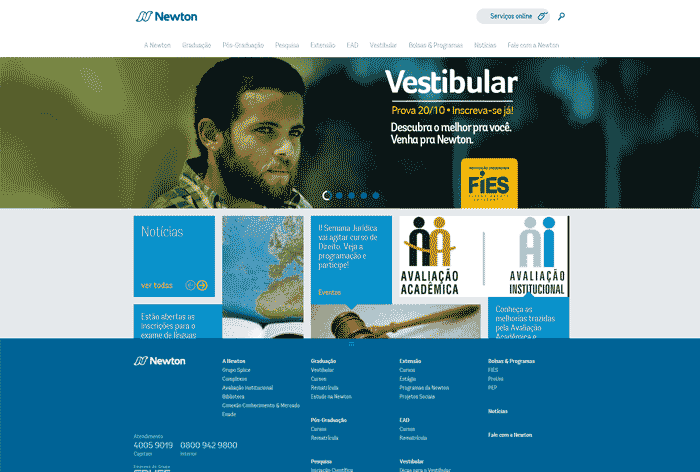 Newton
Serviços online
A Newton Graduação Pós-Graduação Pesquisa Extensão EAD Vestibular Bolsas & Programas Notícias Fale com a Newton
Vestibular
Prova 20/10 • Inscreva-se já!
Descubra o melhor pra você.
Venha pra Newton.
FiES
Notícias
ver todas
Estão abertas as
inscrições para o
exame de línguas
II Semana Jurídica
vai agitar curso de
Direito. Veja a
programação e
participe!
Eventos
AVALIAÇÃO
ACADÊMICA
AVALIAÇÃO
INSTITUCIONAL
Conheça as
melhorias trazidas
pela Avaliação
Acadêmica e
Newton
Atendimento
4005 9019
Capitais
0800 942 9800
Interior
A Newton
Grupo Splice
Complexos
Avaliação Institucional
Biblioteca
Conexão Conhecimento & Mercado
Enade
Graduação
Vestibular
Cursos
Rematrícula
Estude na Newton
Pós-Graduação
Cursos
Rematrícula
Pesquisa
Iniciação Científica
Extensão
Cursos
Estágio
Programas da Newton
Projetos Sociais
EAD
Cursos
Rematrícula
Vestibular
Dicas para o Vestibular
Bolsas & Programas
FIES
ProUni
PEP
Notícias
Fale com a Newton